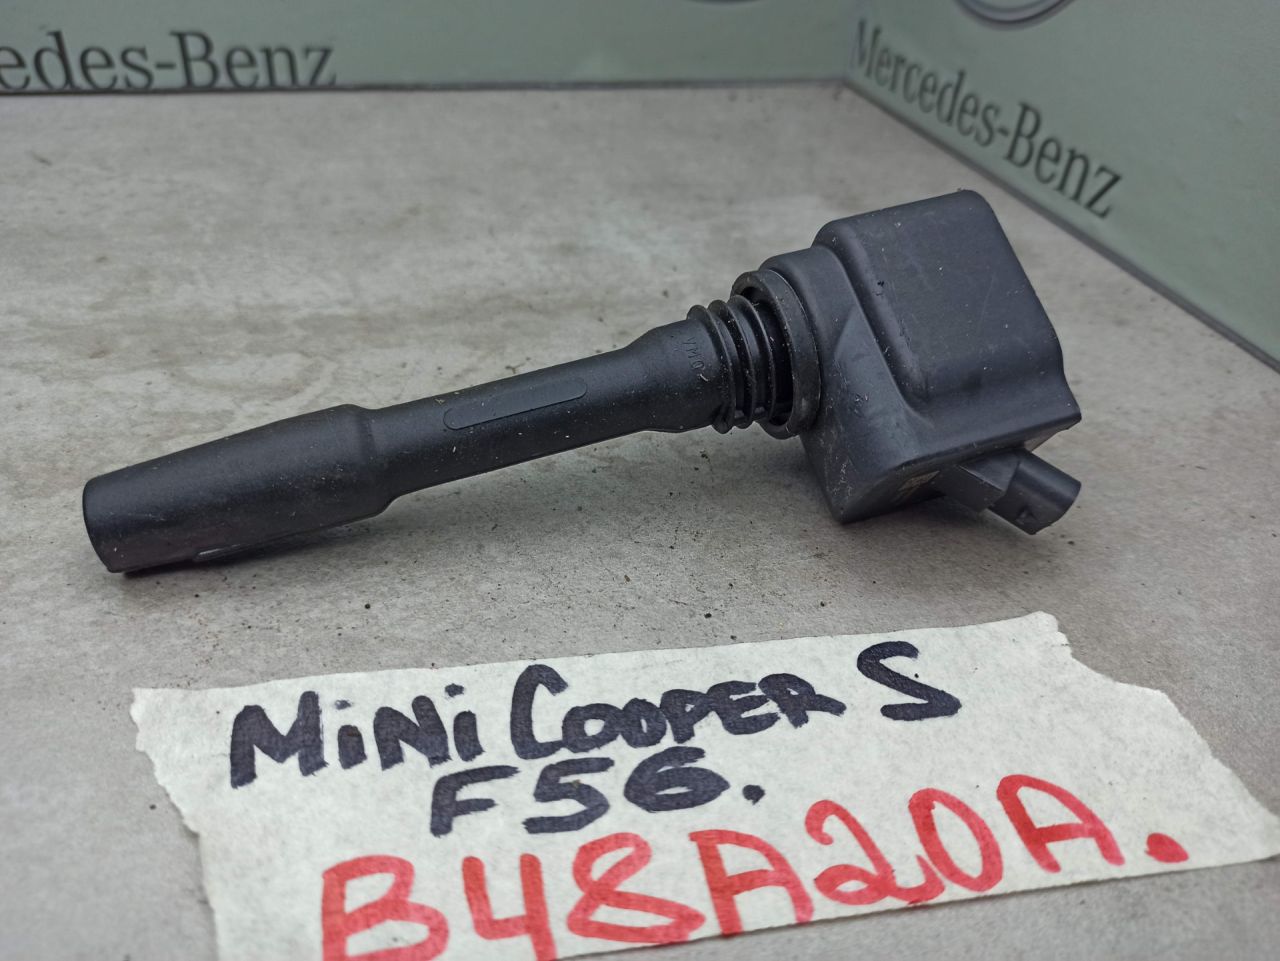 edes-Benz
Mercedes-Benz
MiNi COOPER S
F56.
B48A20A.